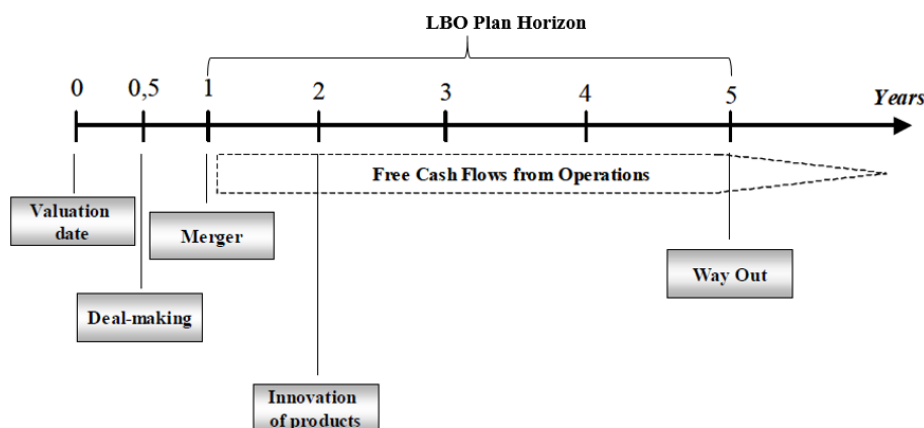 LBO Plan Horizon
0 0,5 1 2 3 4 5 Years
Free Cash Flows from Operations
Valuation
date
Merger
Way Out
Deal-making
Innovation
of products